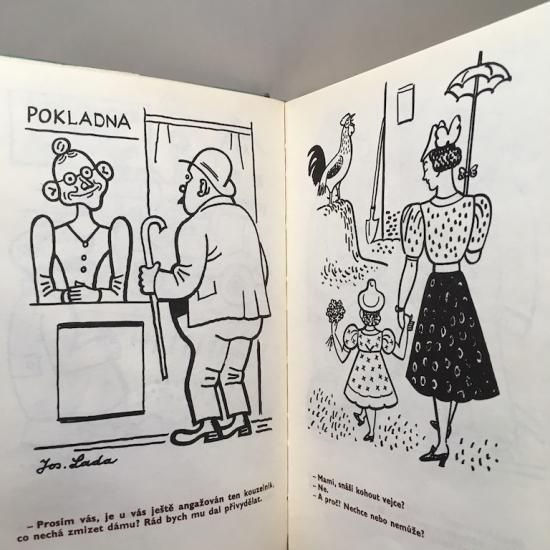 POKLADNA
Jos. Lada
- Prosím vás, je u vás ještě angažován ten kouzelník,
co nechá zmizet dámu? Rád bych mu dal přivydělat.
- Mami, snáší kohout vejce?
- Ne.
- A proč? Nechce nebo nemůže?